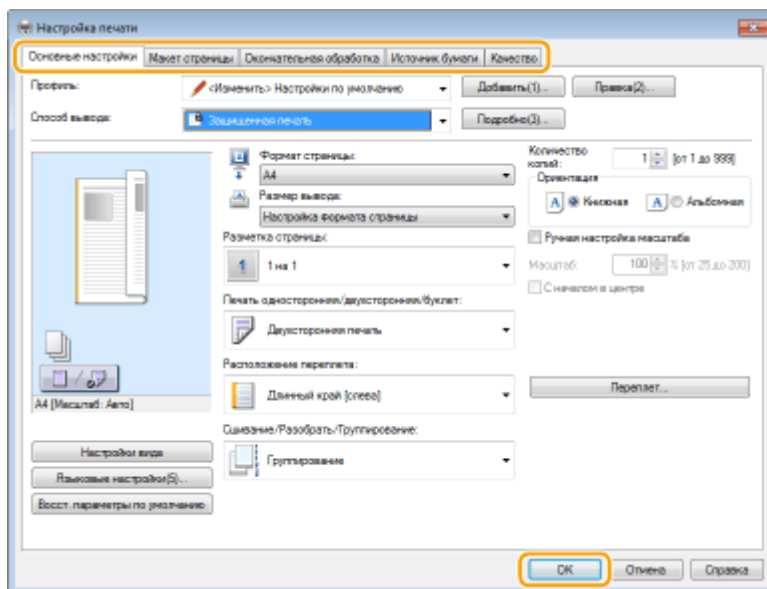 Настройка печати
Основные настройки Макет страницы Окончательная обработка Источник бумаги Качество
Профиль: <Изменить> Настройки по умолчанию Добавить(1)... Правка(2)...
Способ вывода: Защищенная печать Подробно(3)...
Формат страницы:
A4
Размер вывода:
Настройка формата страницы
Количество копий: 1 [от 1 до 999]
Ориентация
A Книжная A Альбомная
Разметка страницы:
1 1 на 1
Ручная настройка масштаба
Масштаб: 100 % [от 25 до 200]
С началом в центре
Печать односторонняя/двухсторонняя/буклет:
Двухсторонняя печать
Расположение переплета:
Длинный край [слева]
Переплет...
A4 [Масштаб: Авто]
Сшивание/Разобрать/Группирование:
Группирование
Настройки вида
Языковые настройки(5)...
Восст. параметры по умолчанию
OK Отмена Справка